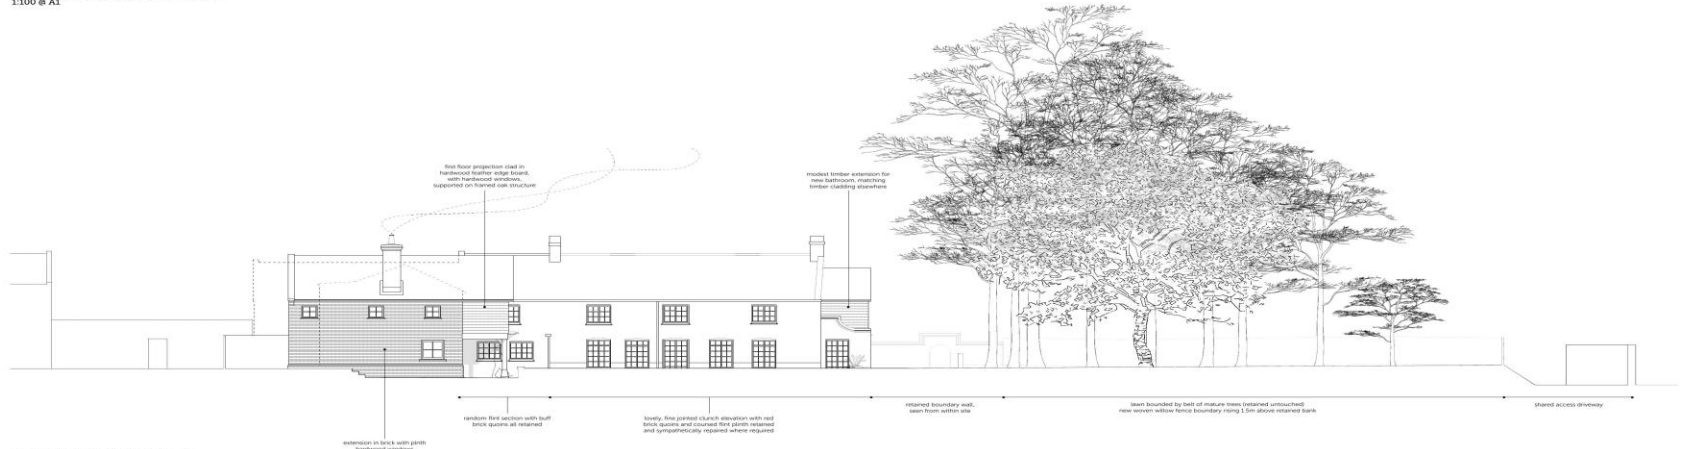 1:100 @ A1
first floor projection clad in
hardwood feather edge board,
with hardwood windows,
supported on framed oak structure
modest timber extension for
new bathroom, matching
timber cladding elsewhere
random flint section with buff
brick quoins all retained
lovely, fine jointed clunch elevation with red
brick quoins and coursed flint plinth retained
and sympathetically repaired where required
retained boundary wall,
seen from within site
lawn bounded by belt of mature trees (retained untouched)
new woven willow fence boundary rising 1.5m above retained bank
shared access driveway
extension in brick with plinth
hardwood windows